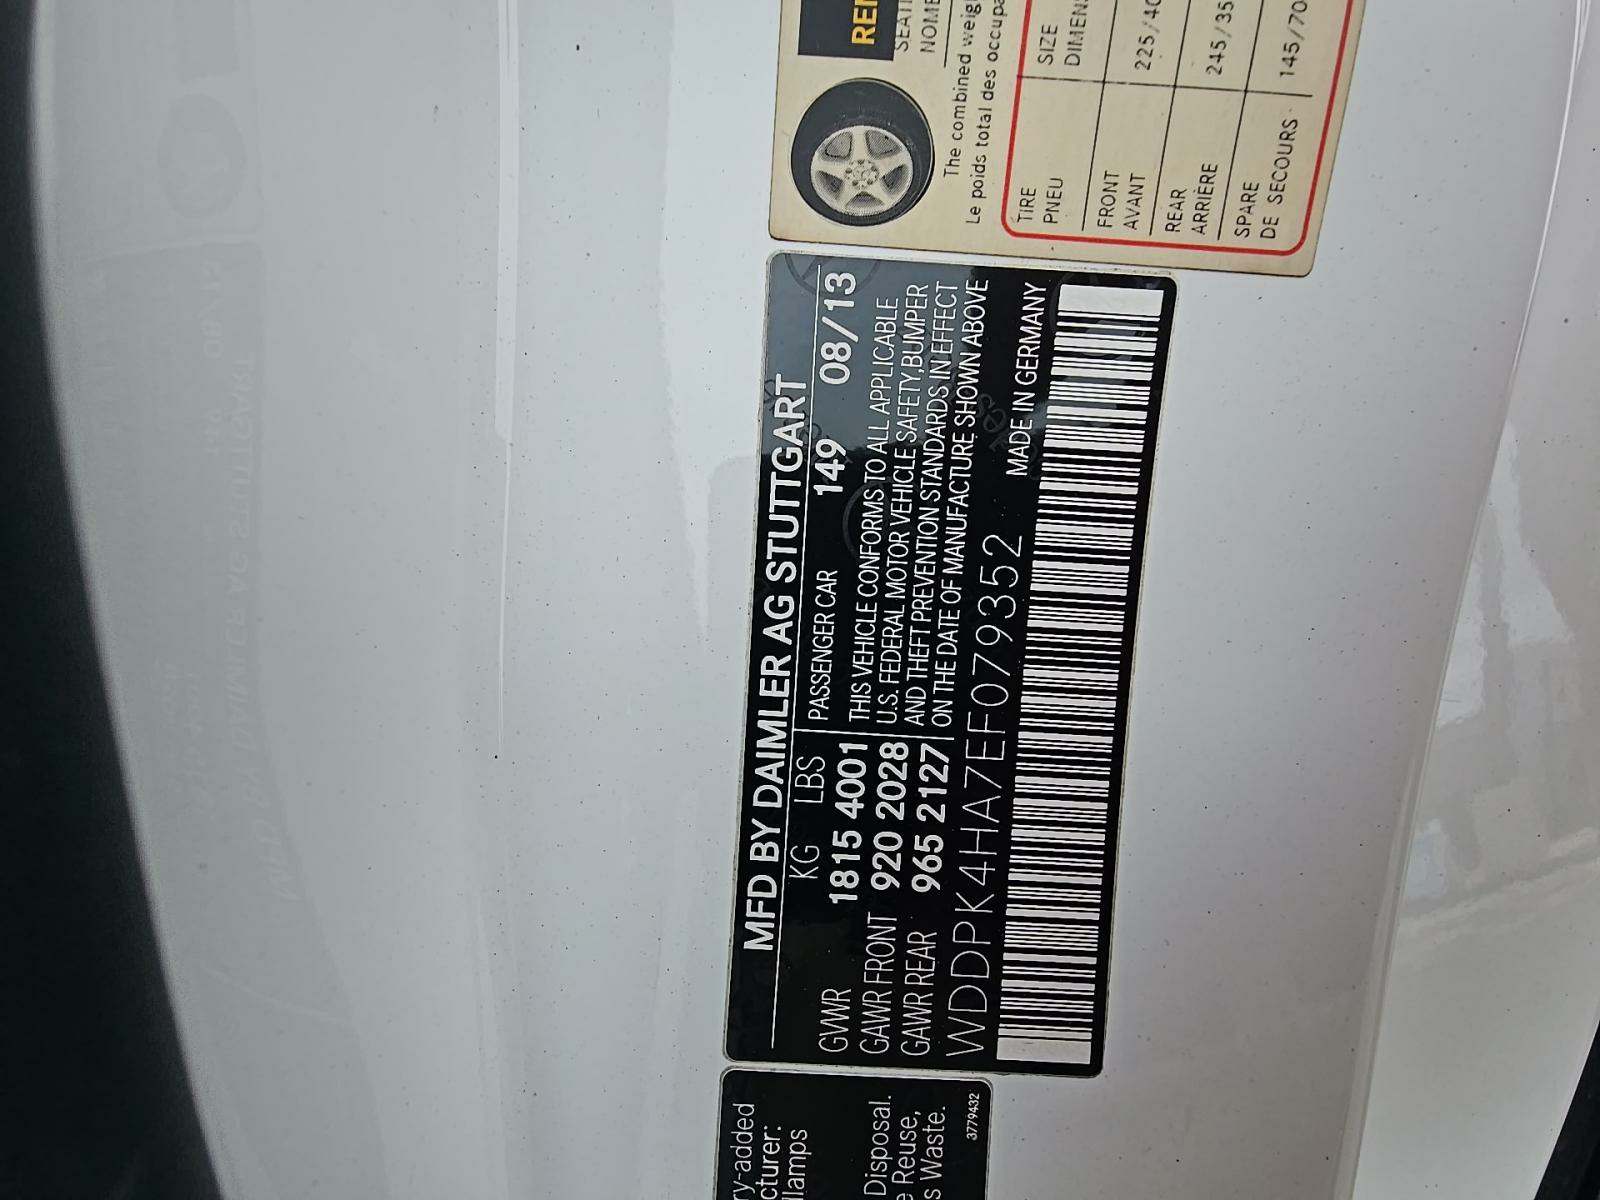 MFD BY DAIMLER AG STUTTGART
KG LBS PASSENGER CAR 149 08/13
GVWR 1815 4001
GAWR FRONT 920 2028
GAWR REAR 965 2127
THIS VEHICLE CONFORMS TO ALL APPLICABLE
U.S. FEDERAL MOTOR VEHICLE SAFETY,BUMPER
AND THEFT PREVENTION STANDARDS IN EFFECT
ON THE DATE OF MANUFACTURE SHOWN ABOVE
WDDPK4HA7EF079352 MADE IN GERMANY
The combined
Le poids total des
TIRE SIZE
PNEU
FRONT 225/40
AVANT
REAR 245/35
ARRIÈRE
SPARE 145/70
DE SECOURS
Disposal.
Reuse,
Waste.
3779432